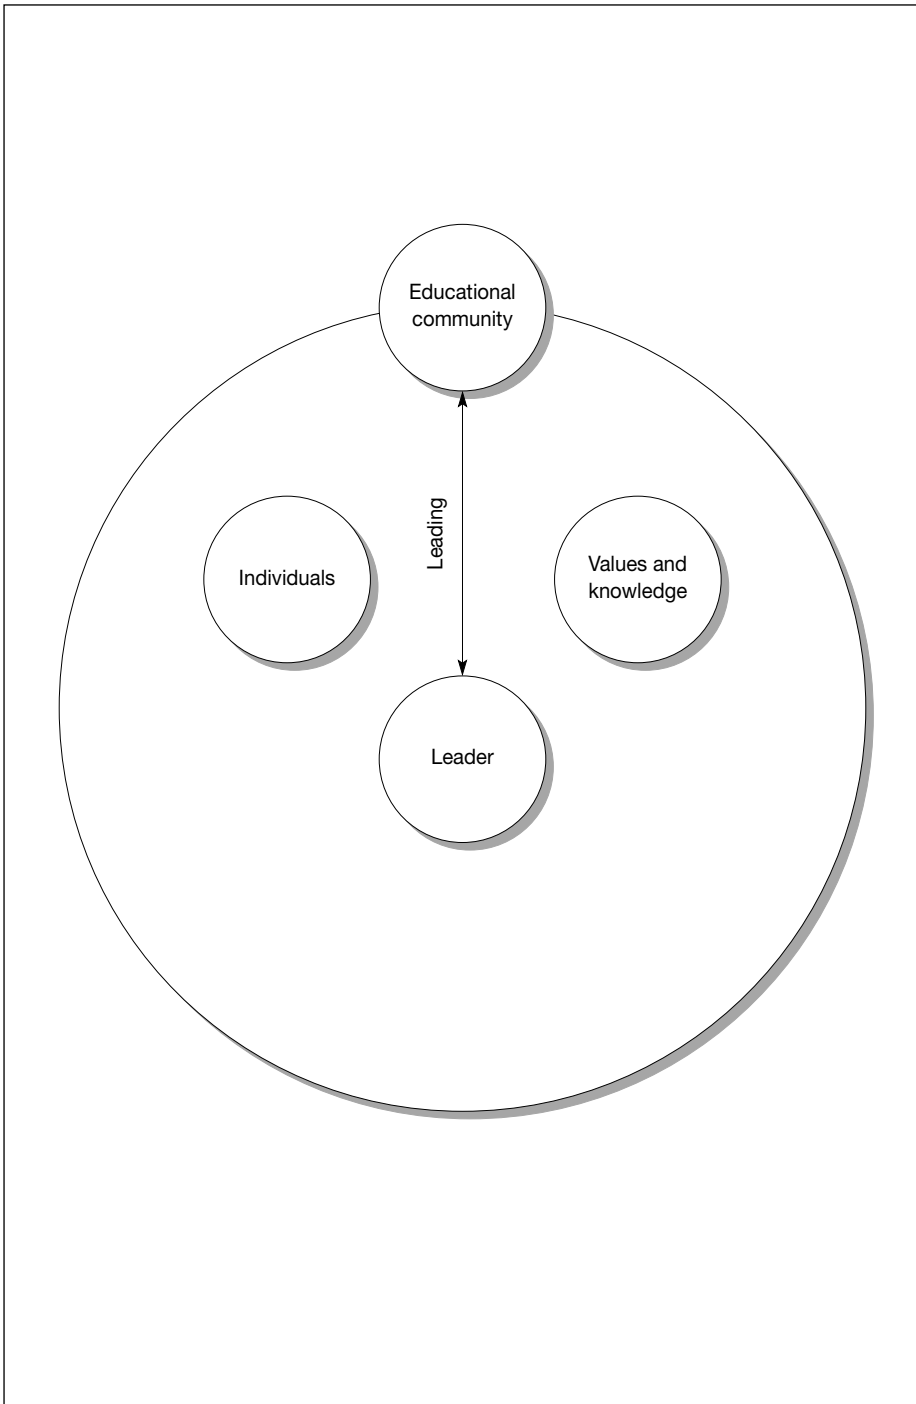 Educational
community
Leading
Individuals
Values and
knowledge
Leader